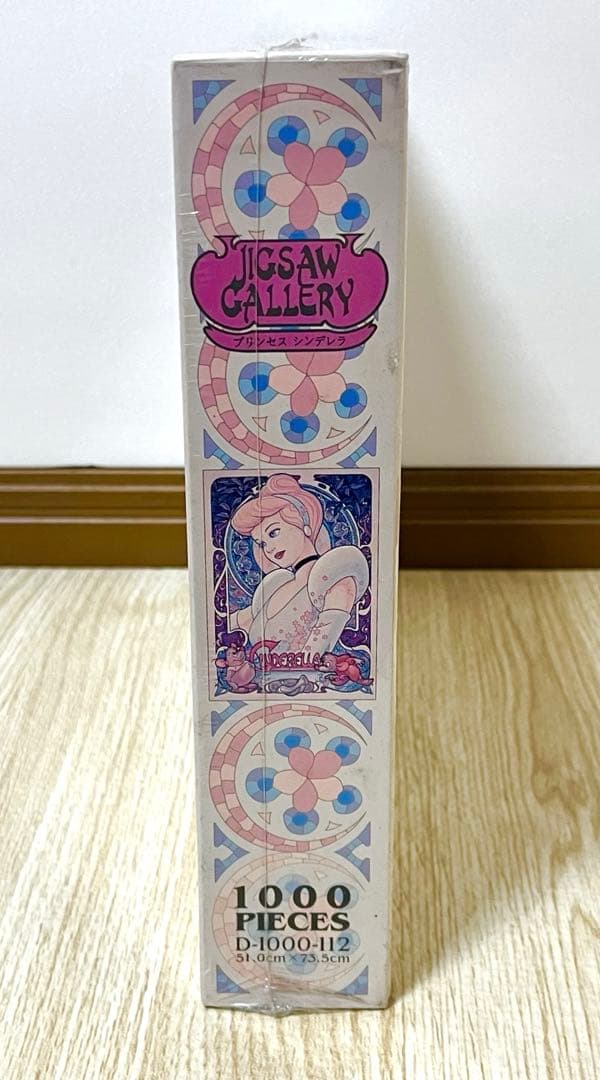 JIGSAW
GALLERY
プリンセス シンデレラ
CINDERELLA
1000
PIECES
D-1000-112
51.0cm×73.5cm